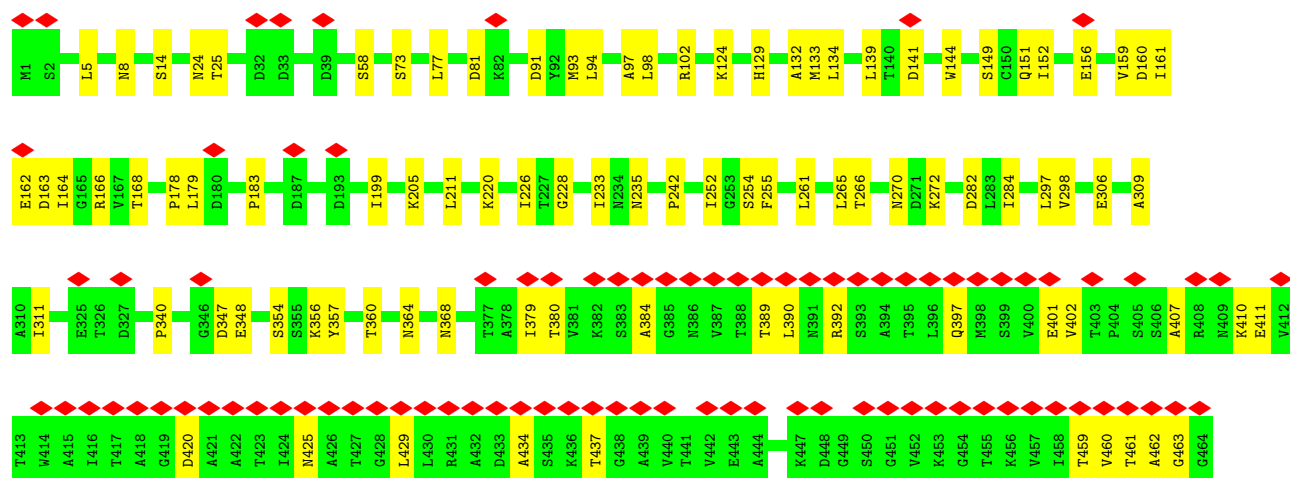 M1 S2 L5 N8 S14 N24 T25 D32 D33 D39 S58 S73 L77 D81 K82 D91 Y92 M93 L94 A97 L98 R102 K124 H129 A132 M133 L134 L139 T140 D141 W144 S149 C150 Q151 I152 E156 V159 D160 I161
E162 D163 I164 G165 R166 V167 T168 P178 L179 D180 P183 D187 D193 I199 K205 L211 K220 I226 T227 G228 I233 N234 N235 P242 I252 G253 S254 F255 L261 L265 T266 N270 D271 K272 D282 L283 I284 L297 V298 E306 A309
A310 I311 E325 T326 D327 P340 G346 D347 E348 S354 S355 K356 Y357 T360 N364 N368 T377 A378 I379 T380 V381 K382 S383 A384 G385 N386 V387 T388 T389 L390 N391 R392 S393 A394 T395 L396 Q397 M398 S399 V400 E401 V402 T403 P404 S405 S406 A407 R408 N409 K410 E411 V412
T413 W414 A415 I416 T417 A418 G419 D420 A421 A422 T423 I424 N425 A426 T427 G428 L429 L430 R431 A432 D433 A434 S435 K436 T437 G438 A439 V440 T441 V442 E443 A444 K447 D448 G449 S450 G451 V452 K453 G454 T455 K456 V457 I458 T459 V460 T461 A462 G463 G464